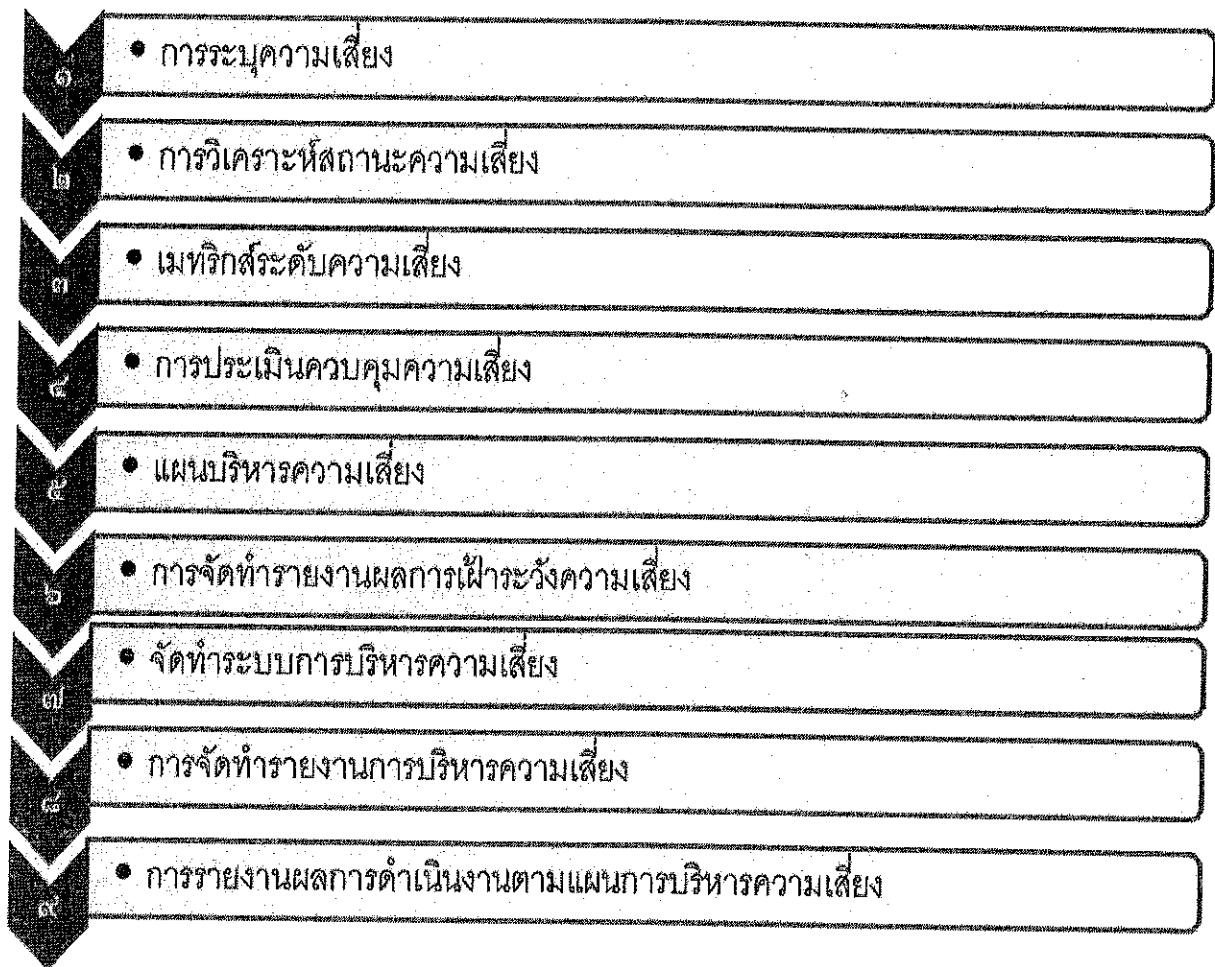 ๑
• การระบุความเสี่ยง
๒
• การวิเคราะห์สถานะความเสี่ยง
๓
• เมทริกส์ระดับความเสี่ยง
๔
• การประเมินควบคุมความเสี่ยง
๕
• แผนบริหารความเสี่ยง
๖
• การจัดทำรายงานผลการเฝ้าระวังความเสี่ยง
๗
• จัดทำระบบการบริหารความเสี่ยง
๘
• การจัดทำรายงานการบริหารความเสี่ยง
๙
• การรายงานผลการดำเนินงานตามแผนการบริหารความเสี่ยง